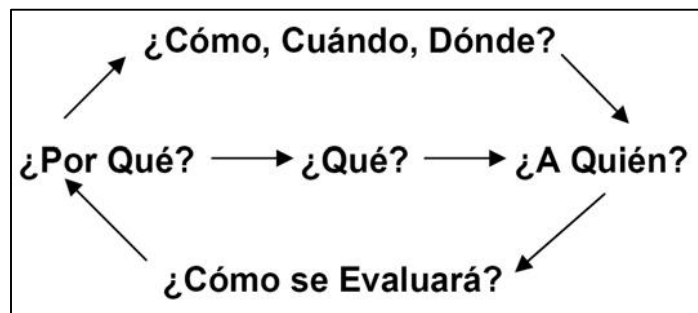 ¿Cómo, Cuándo, Dónde?
¿Por Qué? ¿Qué? ¿A Quién?
¿Cómo se Evaluará?